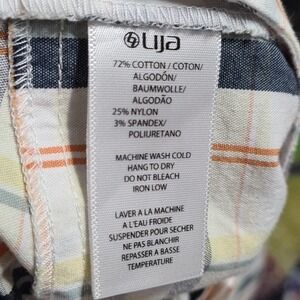 Lija
72% COTTON / COTON/
ALGODÓN/
BAUMWOLLE/
ALGODÃO
25% NYLON
3% SPANDEX/
POLIURETANO
MACHINE WASH COLD
HANG TO DRY
DO NOT BLEACH
IRON LOW
LAVER A LA MACHINE
A L'EAU FROIDE
SUSPENDER POUR SECHER
NE PAS BLANCHIR
REPASSER A BASSE
TEMPERATURE